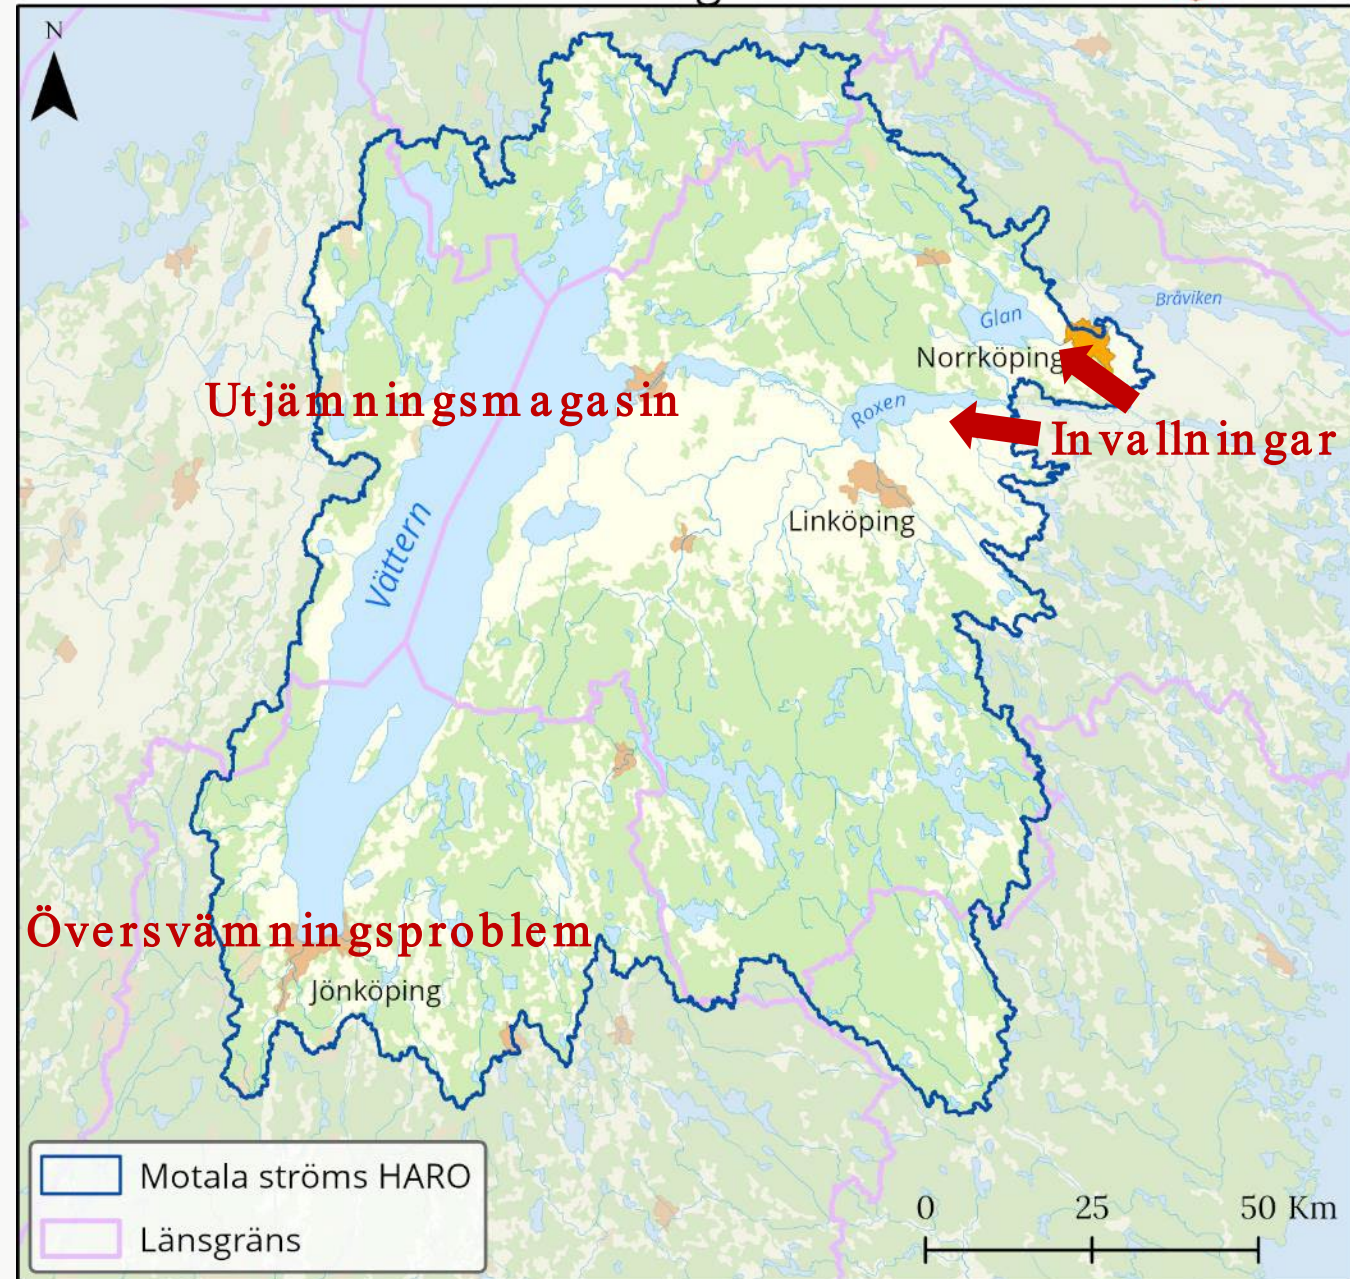 N
Bråviken
Glan
Norrköping
Utjämningsmagasin
Roxen
Invallningar
Linköping
Vättern
Översvämningsproblem
Jönköping
Motala ströms HARO
Länsgräns
0 25 50 Km